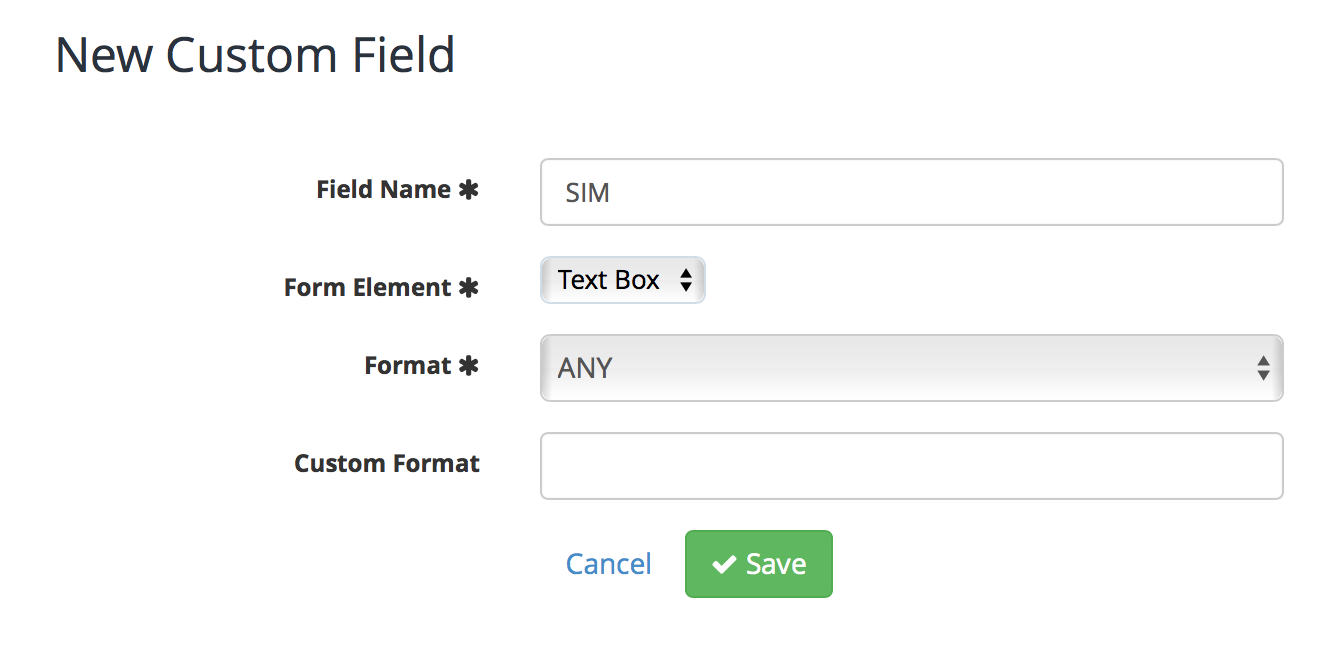 New Custom Field
Field Name ✱
SIM
Form Element ✱
Text Box
Format ✱
ANY
Custom Format
Cancel
✔ Save